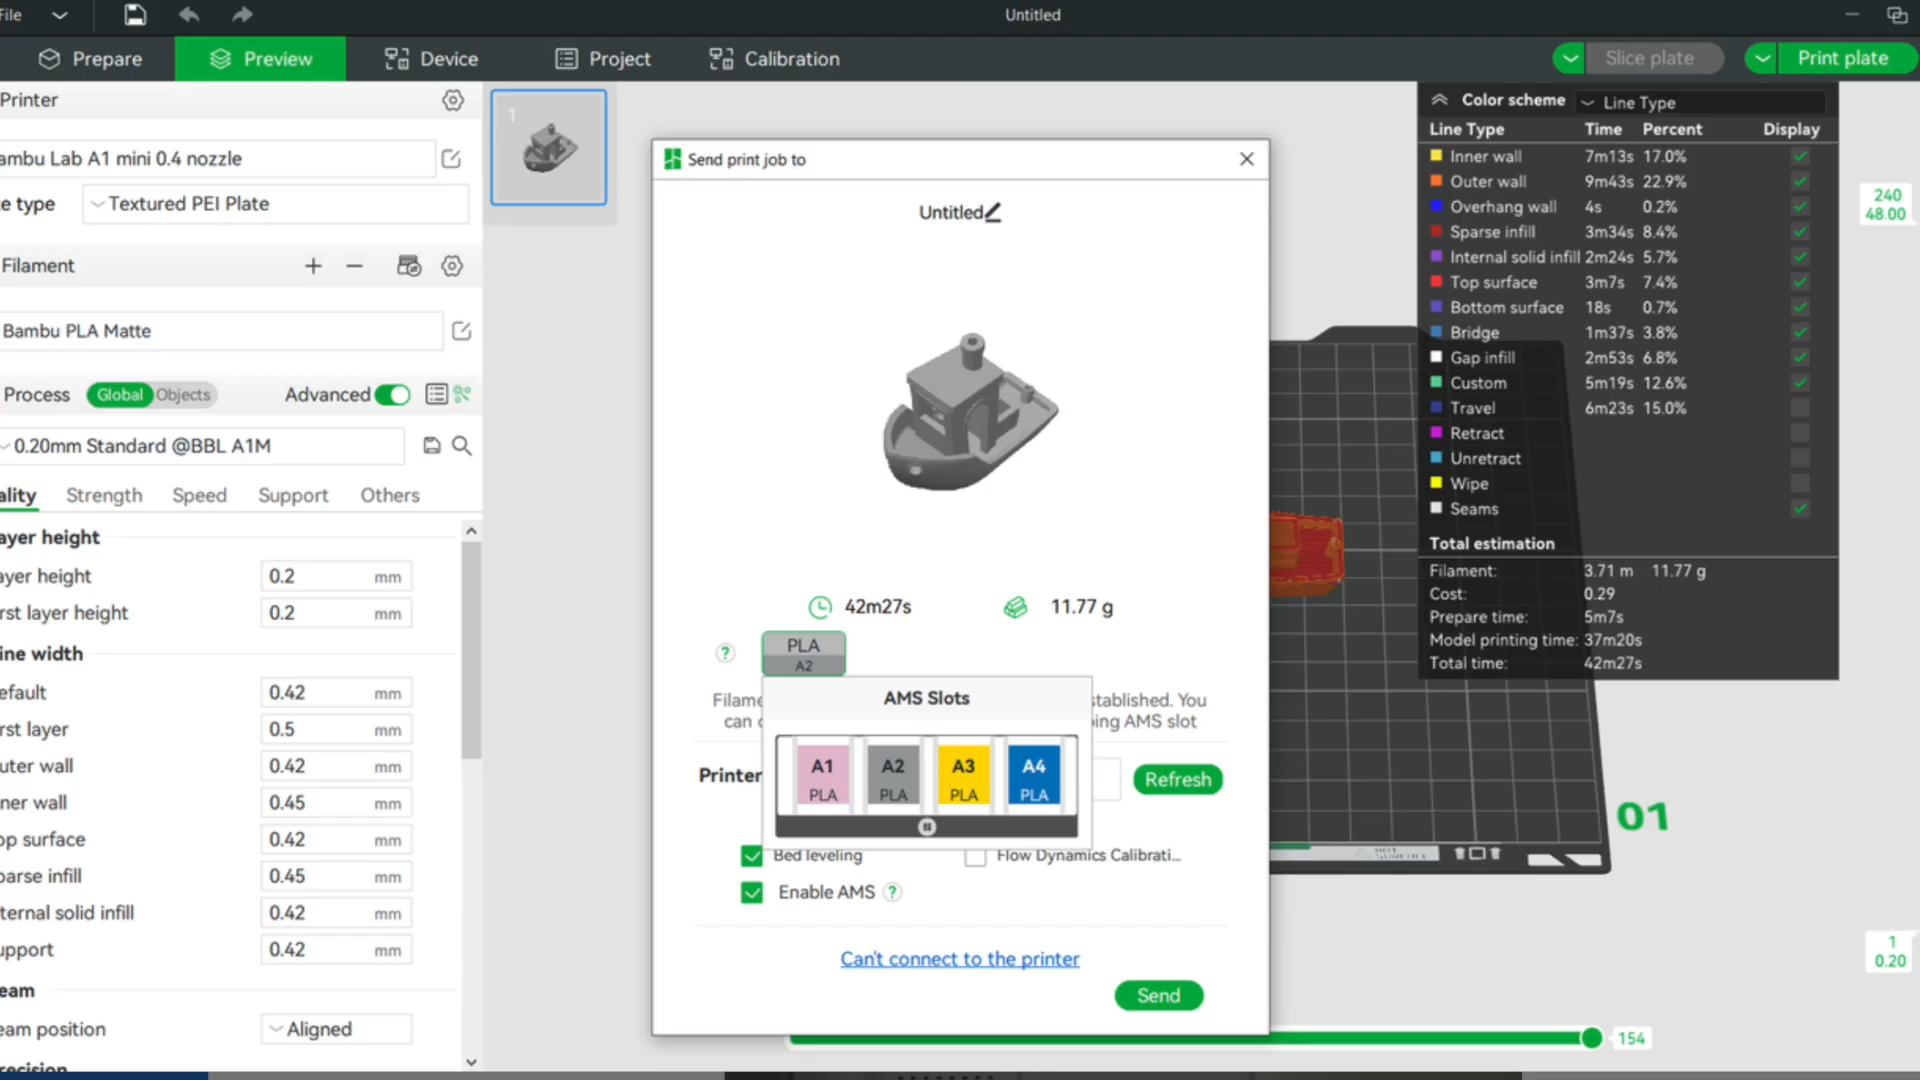 File
Untitled
Prepare
Preview
Device
Project
Calibration
Slice plate
Print plate
Printer
ambu Lab A1 mini 0.4 nozzle
e type
Textured PEI Plate
Filament
Bambu PLA Matte
Process
Global
Objects
Advanced
0.20mm Standard @BBL A1M
ality
Strength
Speed
Support
Others
ayer height
ayer height 0.2 mm
rst layer height 0.2 mm
ine width
efault 0.42 mm
rst layer 0.5 mm
uter wall 0.42 mm
ner wall 0.45 mm
op surface 0.42 mm
parse infill 0.45 mm
ternal solid infill 0.42 mm
upport 0.42 mm
eam
eam position Aligned
recision
1
Send print job to
Untitled
42m27s
11.77 g
?
PLA
A2
Filame
stablished. You
can
ing AMS slot
AMS Slots
A1 A2 A3 A4
PLA PLA PLA PLA
Printer
Refresh
Bed leveling
Flow Dynamics Calibrati...
Enable AMS ?
Can't connect to the printer
Send
Color scheme Line Type
Line Type Time Percent Display
Inner wall 7m13s 17.0%
Outer wall 9m43s 22.9%
Overhang wall 4s 0.2%
Sparse infill 3m34s 8.4%
Internal solid infill 2m24s 5.7%
Top surface 3m7s 7.4%
Bottom surface 18s 0.7%
Bridge 1m37s 3.8%
Gap infill 2m53s 6.8%
Custom 5m19s 12.6%
Travel 6m23s 15.0%
Retract
Unretract
Wipe
Seams
Total estimation
Filament: 3.71 m 11.77 g
Cost: 0.29
Prepare time: 5m7s
Model printing time: 37m20s
Total time: 42m27s
240
48.00
01
1
0.20
154